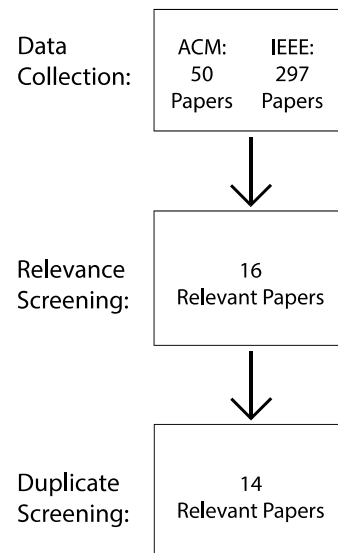 Data
Collection:
ACM:
50
Papers
IEEE:
297
Papers
Relevance
Screening:
16
Relevant Papers
Duplicate
Screening:
14
Relevant Papers